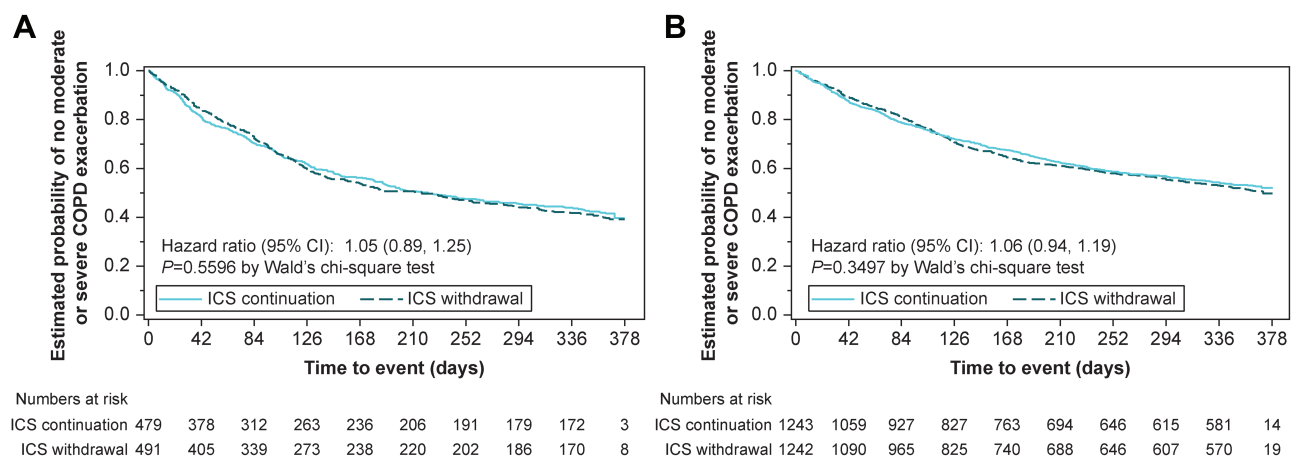 A
Estimated probability of no moderate
or severe COPD exacerbation
1.0
0.8
0.6
0.4
0.2
0.0
Hazard ratio (95% CI): 1.05 (0.89, 1.25)
P=0.5596 by Wald’s chi-square test
ICS continuation ICS withdrawal
0 42 84 126 168 210 252 294 336 378
Time to event (days)
Numbers at risk
ICS continuation 479 378 312 263 236 206 191 179 172 3
ICS withdrawal 491 405 339 273 238 220 202 186 170 8
B
Estimated probability of no moderate
or severe COPD exacerbation
1.0
0.8
0.6
0.4
0.2
0.0
Hazard ratio (95% CI): 1.06 (0.94, 1.19)
P=0.3497 by Wald’s chi-square test
ICS continuation ICS withdrawal
0 42 84 126 168 210 252 294 336 378
Time to event (days)
Numbers at risk
ICS continuation 1243 1059 927 827 763 694 646 615 581 14
ICS withdrawal 1242 1090 965 825 740 688 646 607 570 19